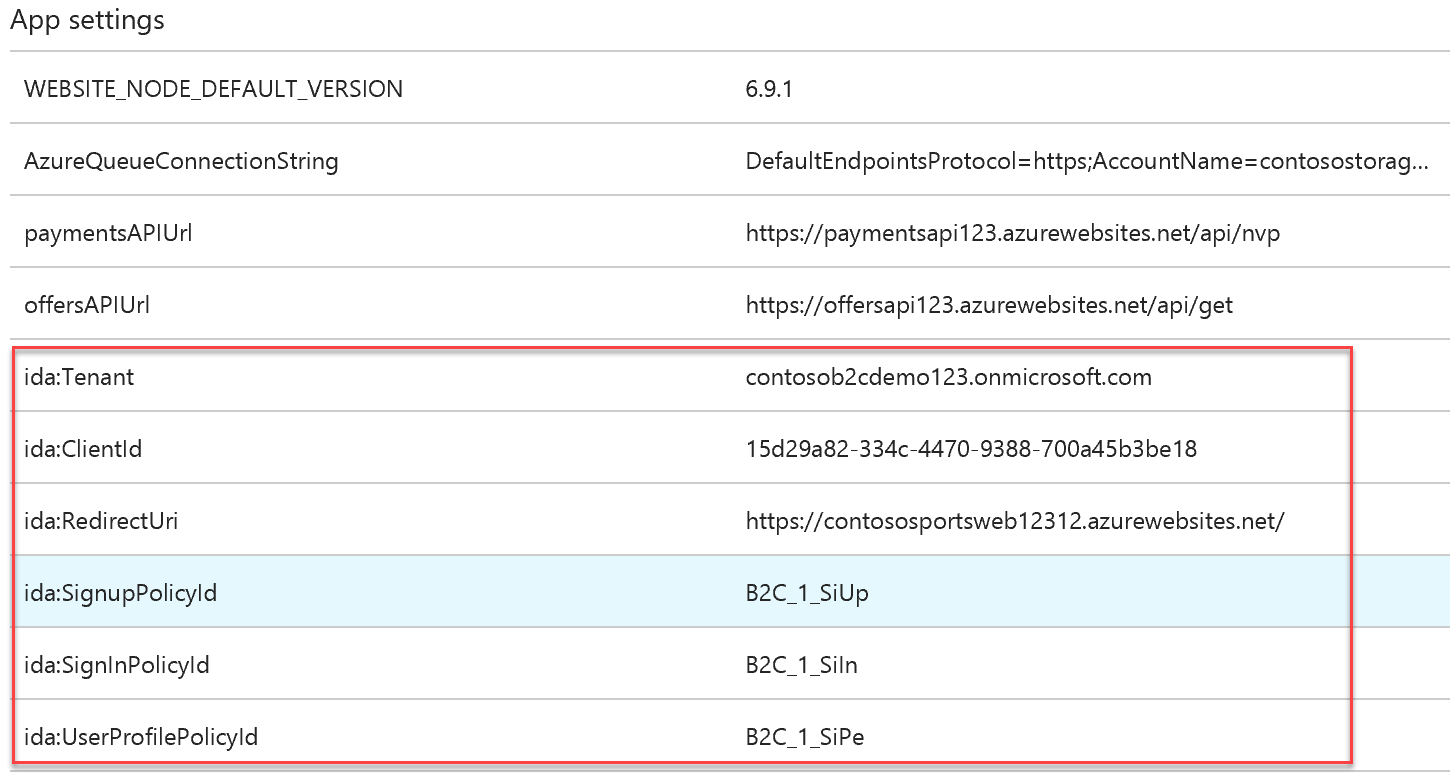 App settings
WEBSITE_NODE_DEFAULT_VERSION 6.9.1
AzureQueueConnectionString DefaultEndpointsProtocol=https;AccountName=contosostorag...
paymentsAPIUrl https://paymentsapi123.azurewebsites.net/api/nvp
offersAPIUrl https://offersapi123.azurewebsites.net/api/get
ida:Tenant contosob2cdemo123.onmicrosoft.com
ida:ClientId 15d29a82-334c-4470-9388-700a45b3be18
ida:RedirectUri https://contososportsweb12312.azurewebsites.net/
ida:SignupPolicyId B2C_1_SiUp
ida:SignInPolicyId B2C_1_SiIn
ida:UserProfilePolicyId B2C_1_SiPe